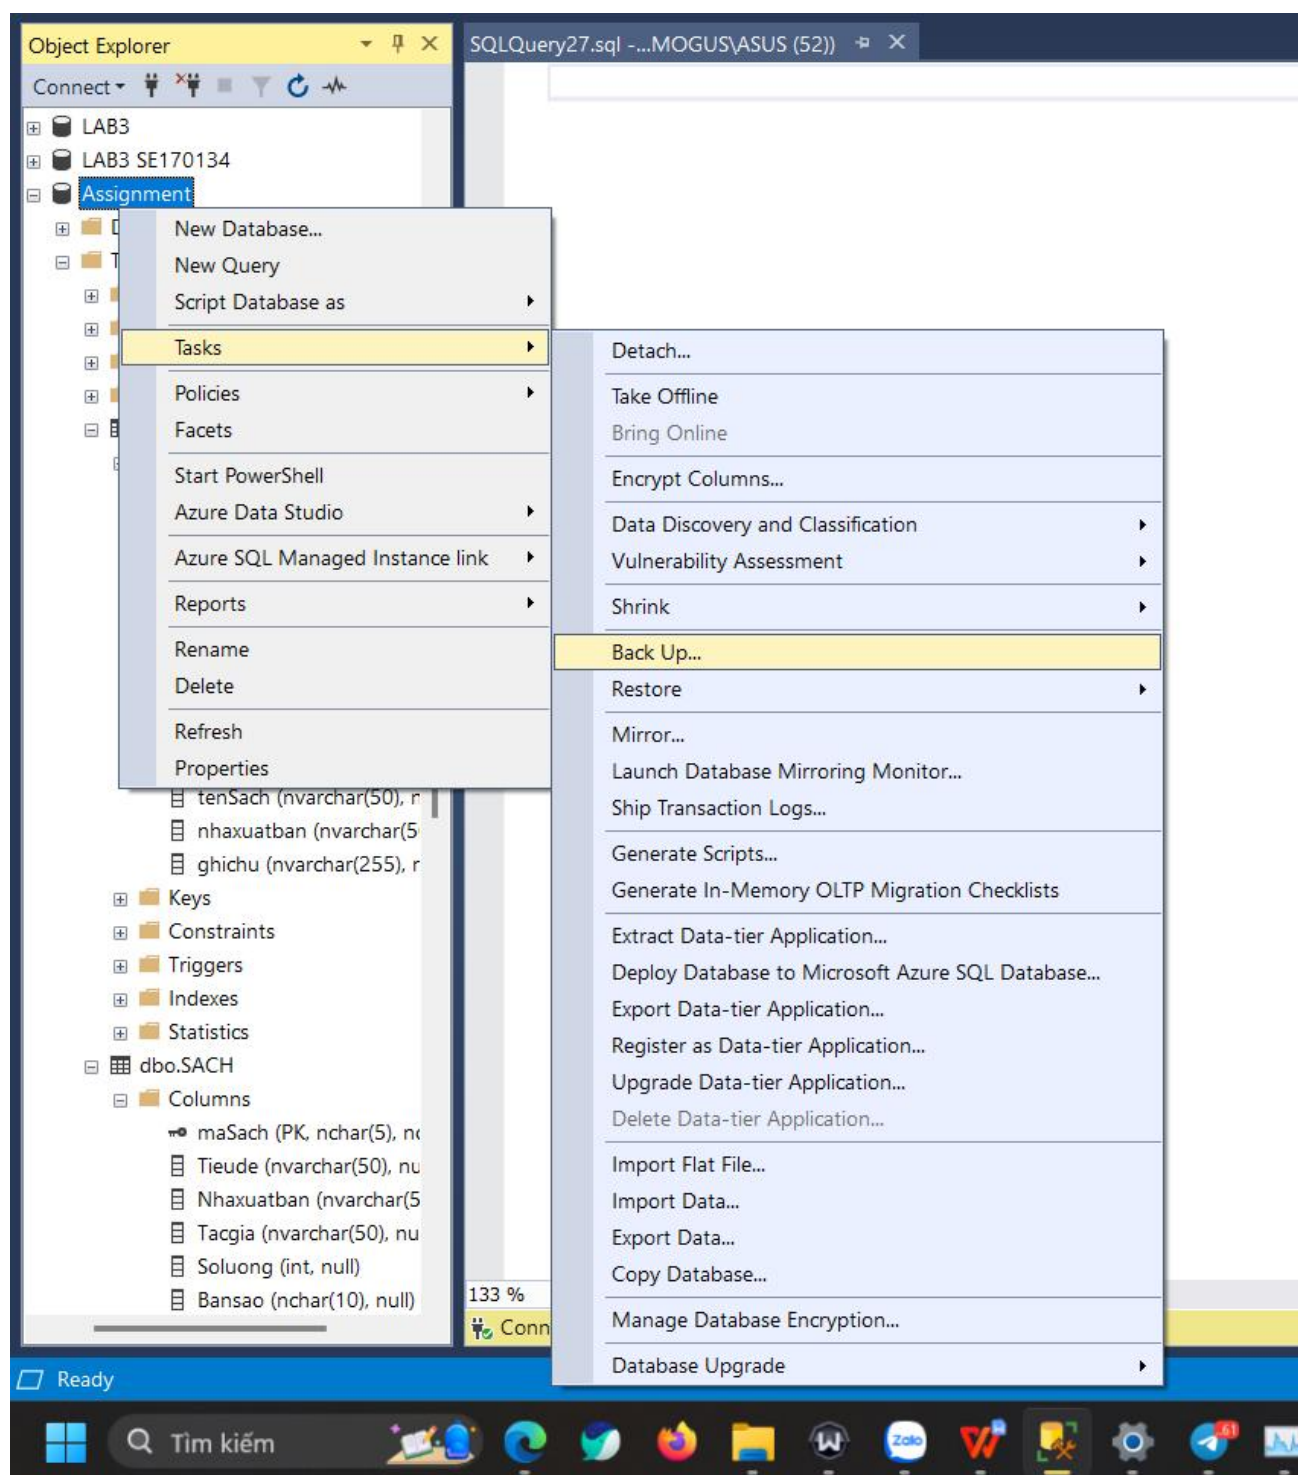 Object Explorer
SQLQuery27.sql -...MOGUS\ASUS (52))
Connect
LAB3
LAB3 SE170134
Assignment
New Database...
New Query
Script Database as
Tasks
Policies
Facets
Start PowerShell
Azure Data Studio
Azure SQL Managed Instance link
Reports
Rename
Delete
Refresh
Properties
Detach...
Take Offline
Bring Online
Encrypt Columns...
Data Discovery and Classification
Vulnerability Assessment
Shrink
Back Up...
Restore
Mirror...
Launch Database Mirroring Monitor...
Ship Transaction Logs...
Generate Scripts...
Generate In-Memory OLTP Migration Checklists
Extract Data-tier Application...
Deploy Database to Microsoft Azure SQL Database...
Export Data-tier Application...
Register as Data-tier Application...
Upgrade Data-tier Application...
Delete Data-tier Application...
Import Flat File...
Import Data...
Export Data...
Copy Database...
Manage Database Encryption...
Database Upgrade
tenSach (nvarchar(50), n
nhaxuatban (nvarchar(5
ghichu (nvarchar(255), r
Keys
Constraints
Triggers
Indexes
Statistics
dbo.SACH
Columns
maSach (PK, nchar(5), no
Tieude (nvarchar(50), nu
Nhaxuatban (nvarchar(5
Tacgia (nvarchar(50), nu
Soluong (int, null)
Bansao (nchar(10), null)
133 %
Conn
Ready
Tìm kiếm
Zalo
61